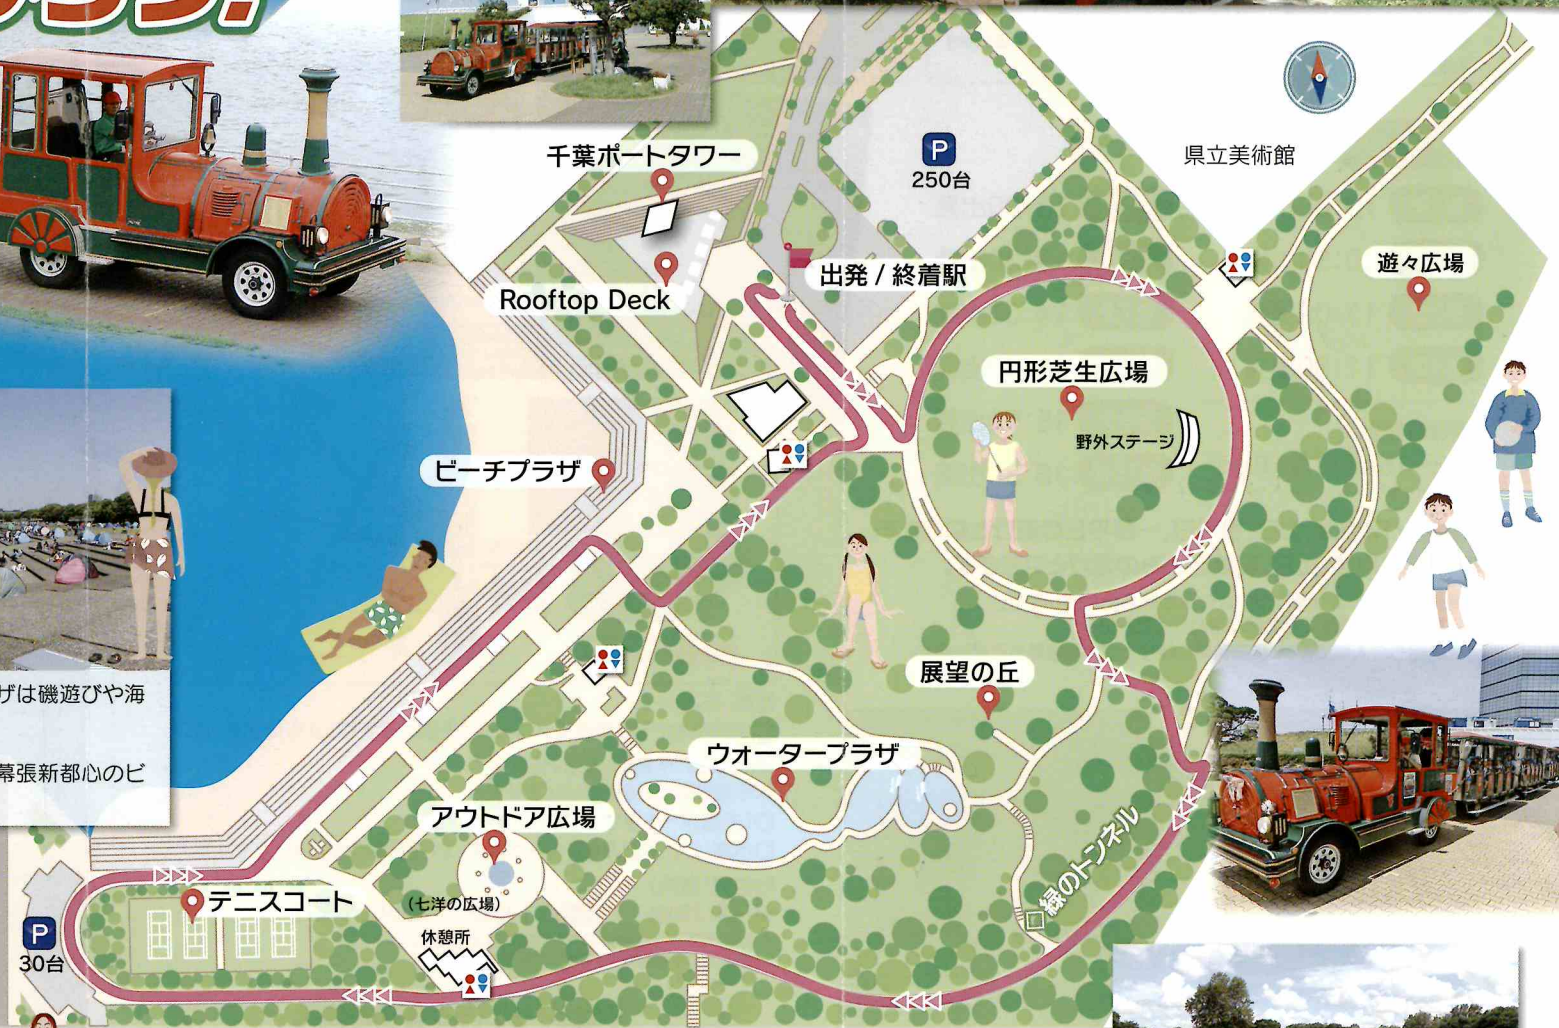 千葉ポートタワー
P
250台
県立美術館
Rooftop Deck
出発 / 終着駅
遊々広場
円形芝生広場
野外ステージ
ビーチプラザ
展望の丘
ザは磯遊びや海
幕張新都心のビ
ウォータープラザ
アウトドア広場
緑のトンネル
テニスコート
(七洋の広場)
休憩所
P
30台